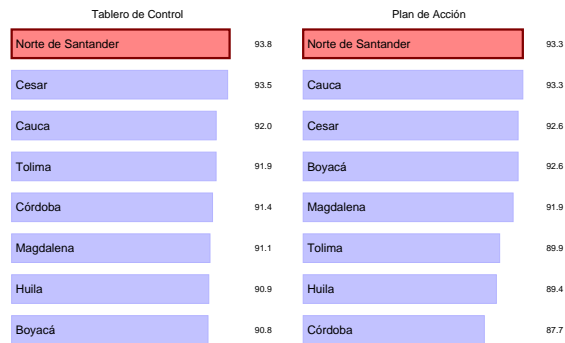 Tablero de Control
Norte de Santander 93.8
Cesar 93.5
Cauca 92.0
Tolima 91.9
Córdoba 91.4
Magdalena 91.1
Huila 90.9
Boyacá 90.8
Plan de Acción
Norte de Santander 93.3
Cauca 93.3
Cesar 92.6
Boyacá 92.6
Magdalena 91.9
Tolima 89.9
Huila 89.4
Córdoba 87.7